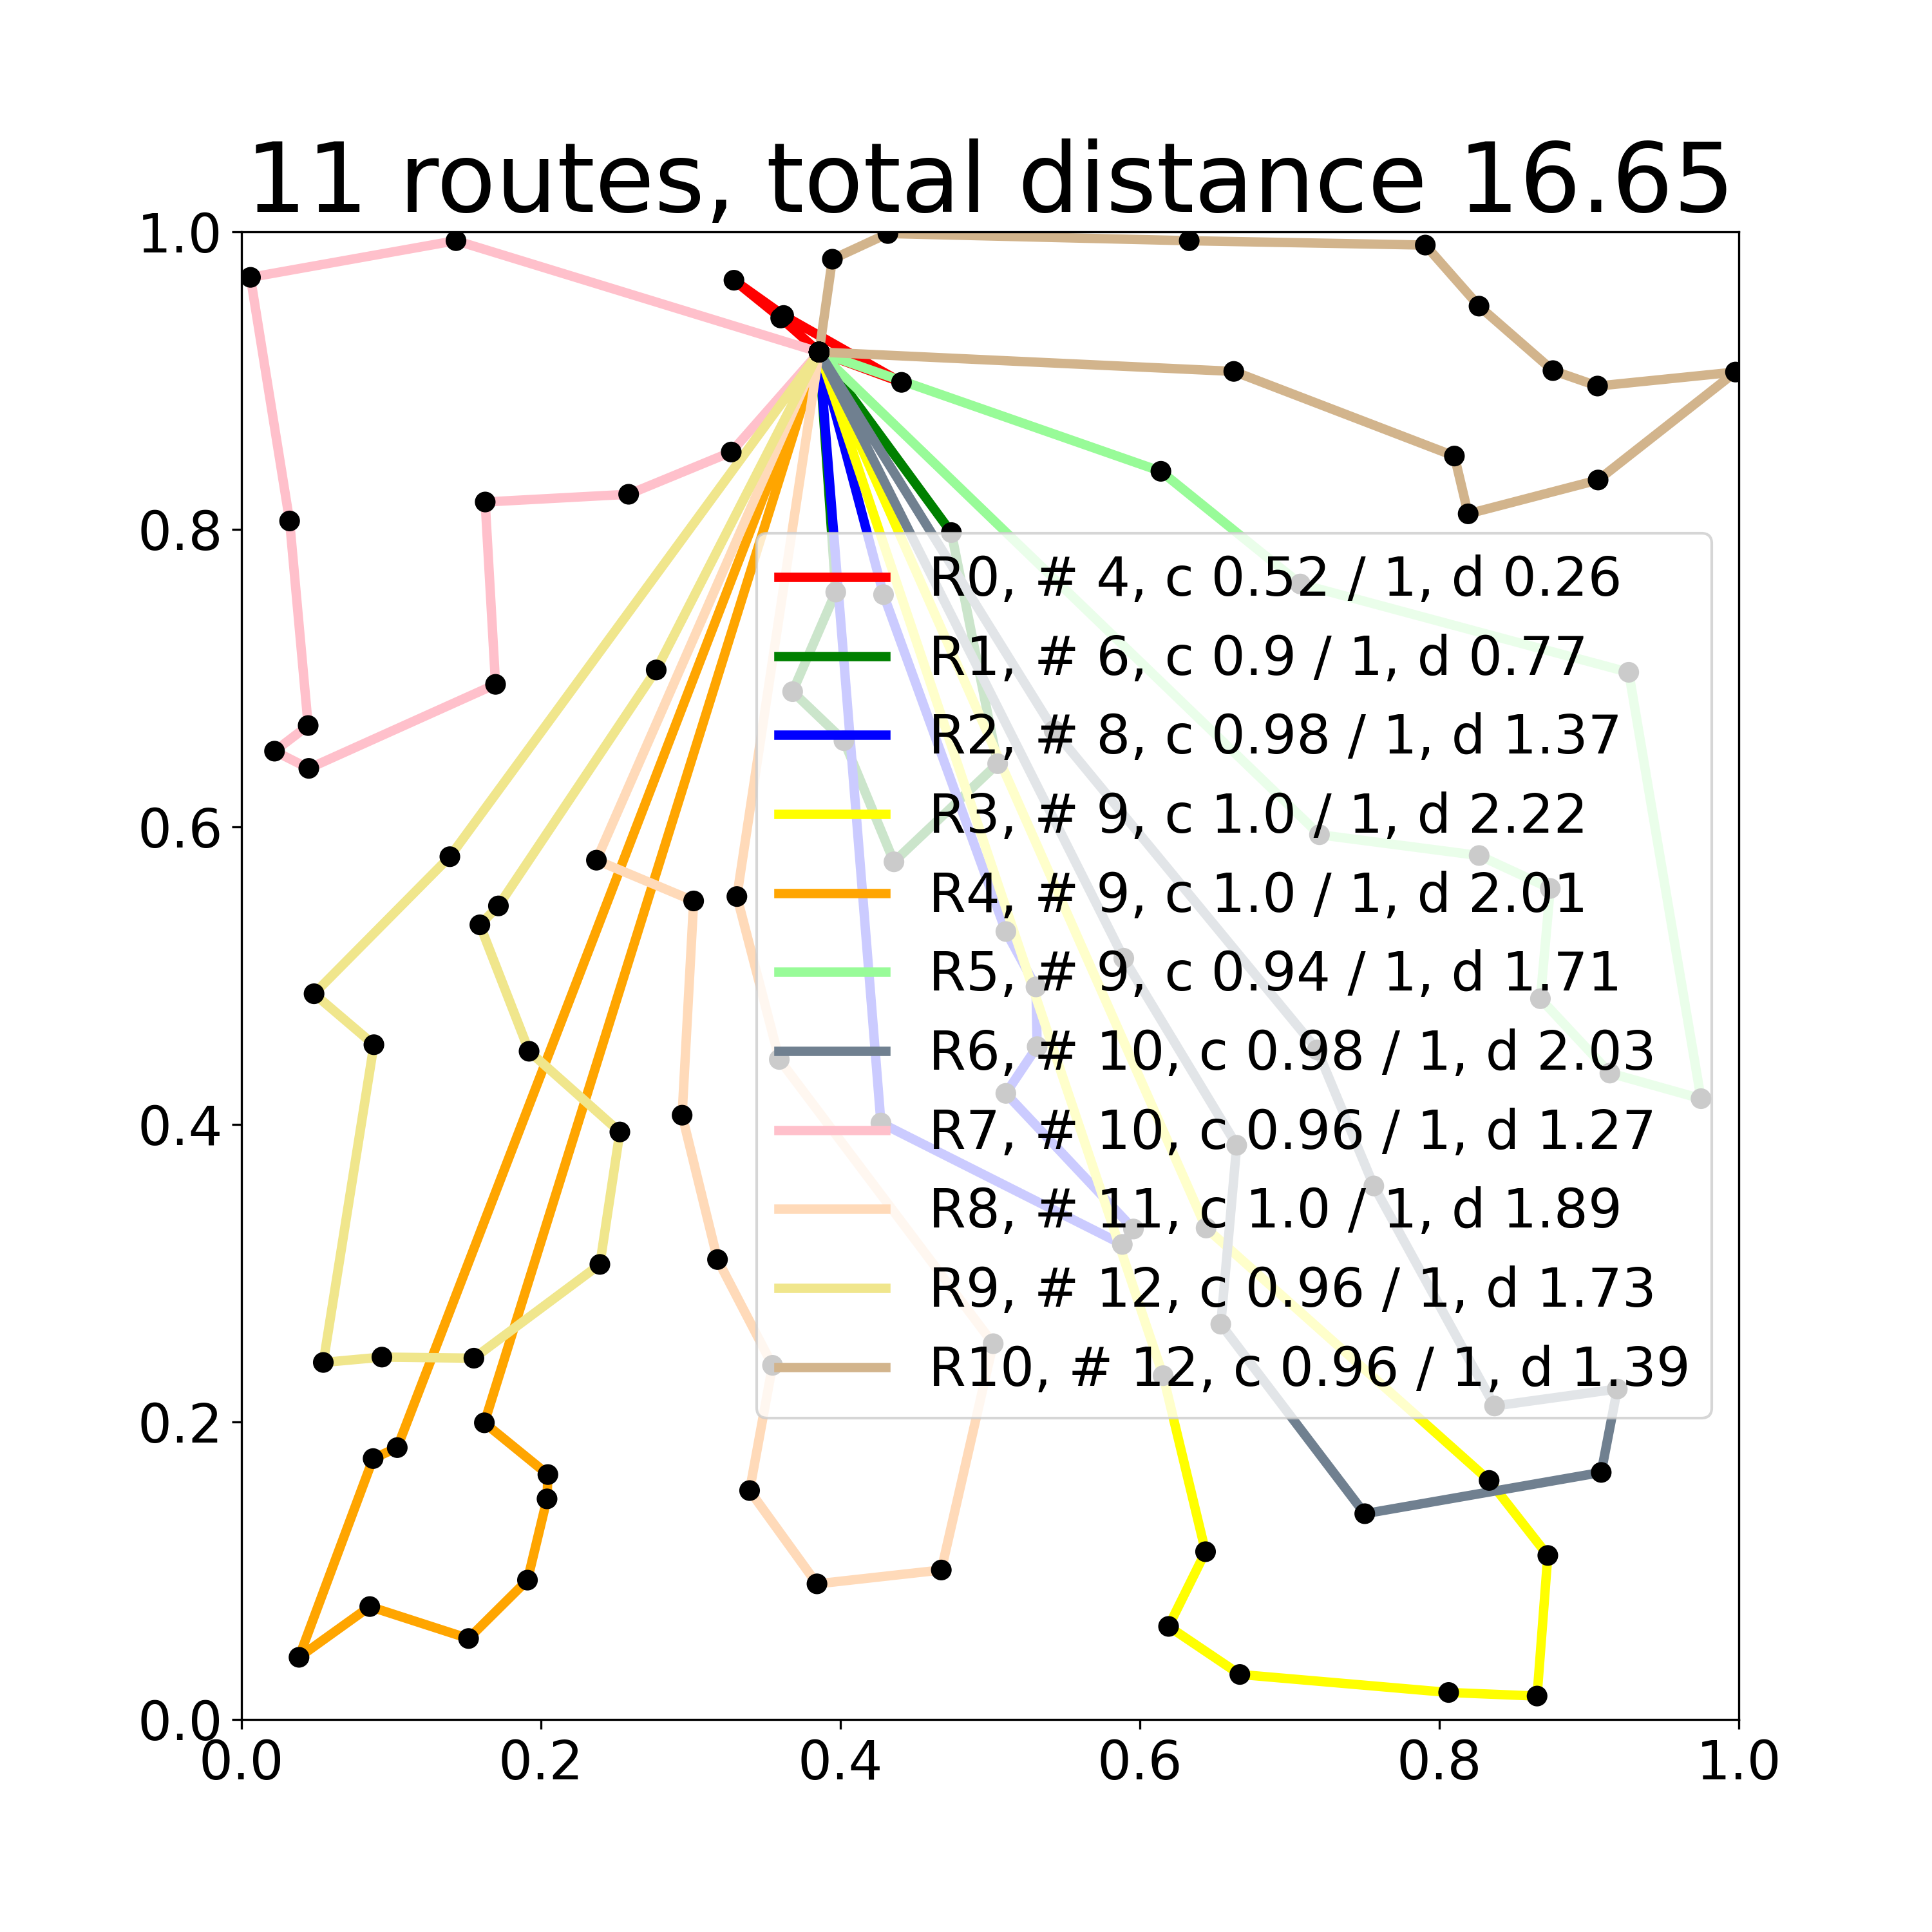 11 routes, total distance 16.65
1.0
0.8
0.6
0.4
0.2
0.0
0.0 0.2 0.4 0.6 0.8 1.0
R0, # 4, c 0.52 / 1, d 0.26
R1, # 6, c 0.9 / 1, d 0.77
R2, # 8, c 0.98 / 1, d 1.37
R3, # 9, c 1.0 / 1, d 2.22
R4, # 9, c 1.0 / 1, d 2.01
R5, # 9, c 0.94 / 1, d 1.71
R6, # 10, c 0.98 / 1, d 2.03
R7, # 10, c 0.96 / 1, d 1.27
R8, # 11, c 1.0 / 1, d 1.89
R9, # 12, c 0.96 / 1, d 1.73
R10, # 12, c 0.96 / 1, d 1.39